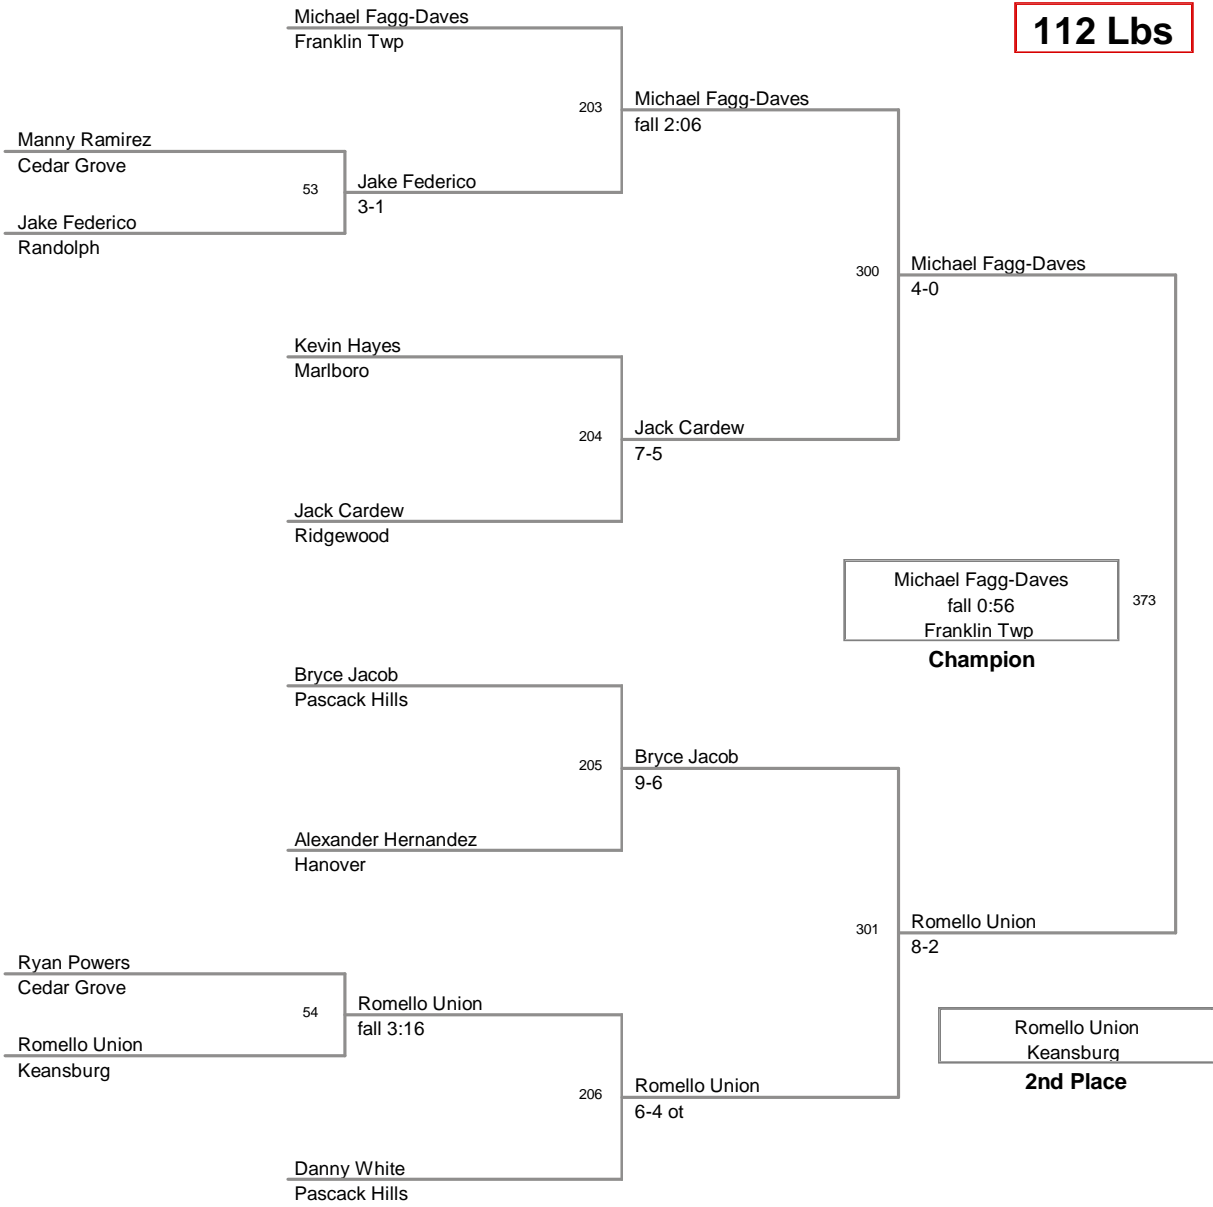 Michael Fagg-Daves
Franklin Twp
112 Lbs
203
Michael Fagg-Daves
fall 2:06
Manny Ramirez
Cedar Grove
53
Jake Federico
3-1
Jake Federico
Randolph
300
Michael Fagg-Daves
4-0
Kevin Hayes
Marlboro
204
Jack Cardew
7-5
Jack Cardew
Ridgewood
Michael Fagg-Daves
fall 0:56
Franklin Twp
Champion
373
Bryce Jacob
Pascack Hills
205
Bryce Jacob
9-6
Alexander Hernandez
Hanover
301
Romello Union
8-2
Ryan Powers
Cedar Grove
54
Romello Union
fall 3:16
Romello Union
Keansburg
Romello Union
Keansburg
2nd Place
206
Romello Union
6-4 ot
Danny White
Pascack Hills